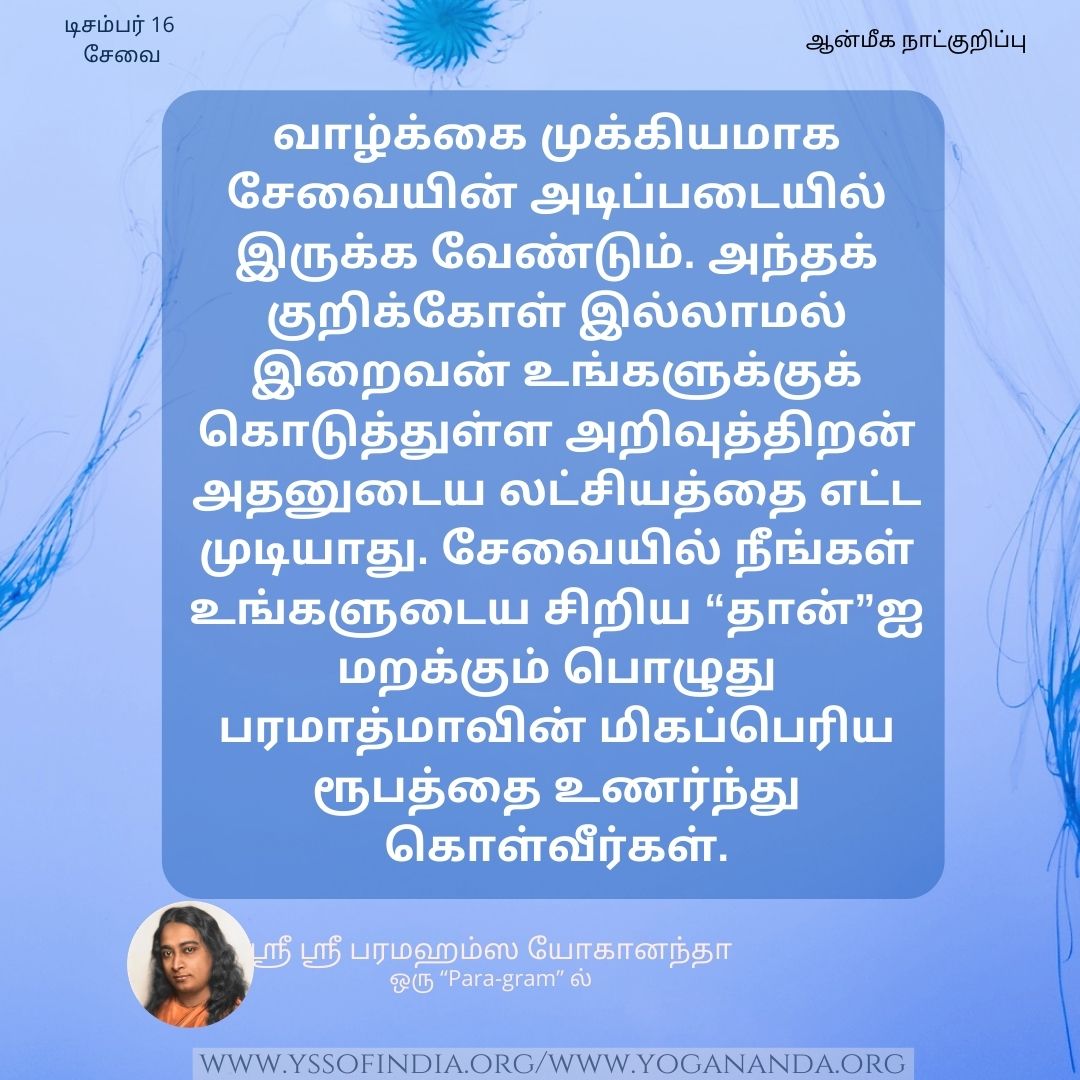 டிசம்பர் 16
சேவை
ஆன்மீக நாட்குறிப்பு
வாழ்க்கை முக்கியமாக
சேவையின் அடிப்படையில்
இருக்க வேண்டும். அந்தக்
குறிக்கோள் இல்லாமல்
இறைவன் உங்களுக்குக்
கொடுத்துள்ள அறிவுத்திறன்
அதனுடைய லட்சியத்தை எட்ட
முடியாது. சேவையில் நீங்கள்
உங்களுடைய சிறிய “தான்”ஐ
மறக்கும் பொழுது
பரமாத்மாவின் மிகப்பெரிய
ரூபத்தை உணர்ந்து
கொள்வீர்கள்.
ஸ்ரீ ஸ்ரீ பரமஹம்ஸ யோகானந்தா
ஒரு “Para-gram” ல்
WWW.YSSOFINDIA.ORG/WWW.YOGANANDA.ORG